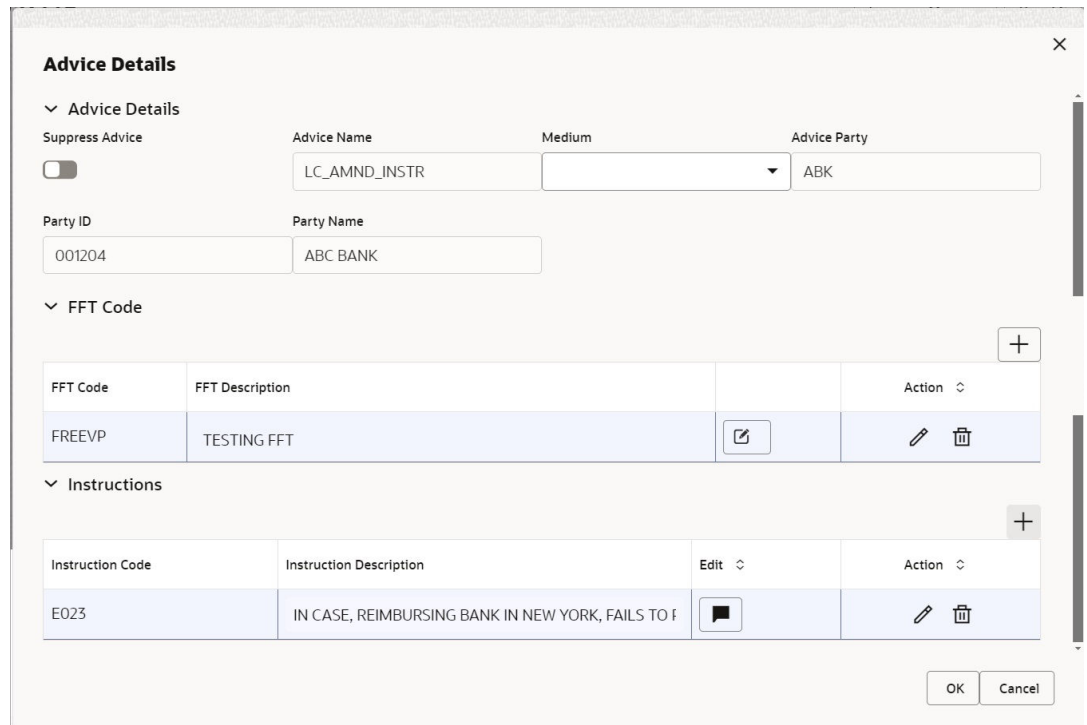 Advice Details
Advice Details
Suppress Advice Advice Name Medium Advice Party
LC_AMND_INSTR ABK
Party ID Party Name
001204 ABC BANK
FFT Code
FFT Code FFT Description Action
FREEVP TESTING FFT
Instructions
Instruction Code Instruction Description Edit Action
E023 IN CASE, REIMBURSING BANK IN NEW YORK, FAILS TO
OK Cancel